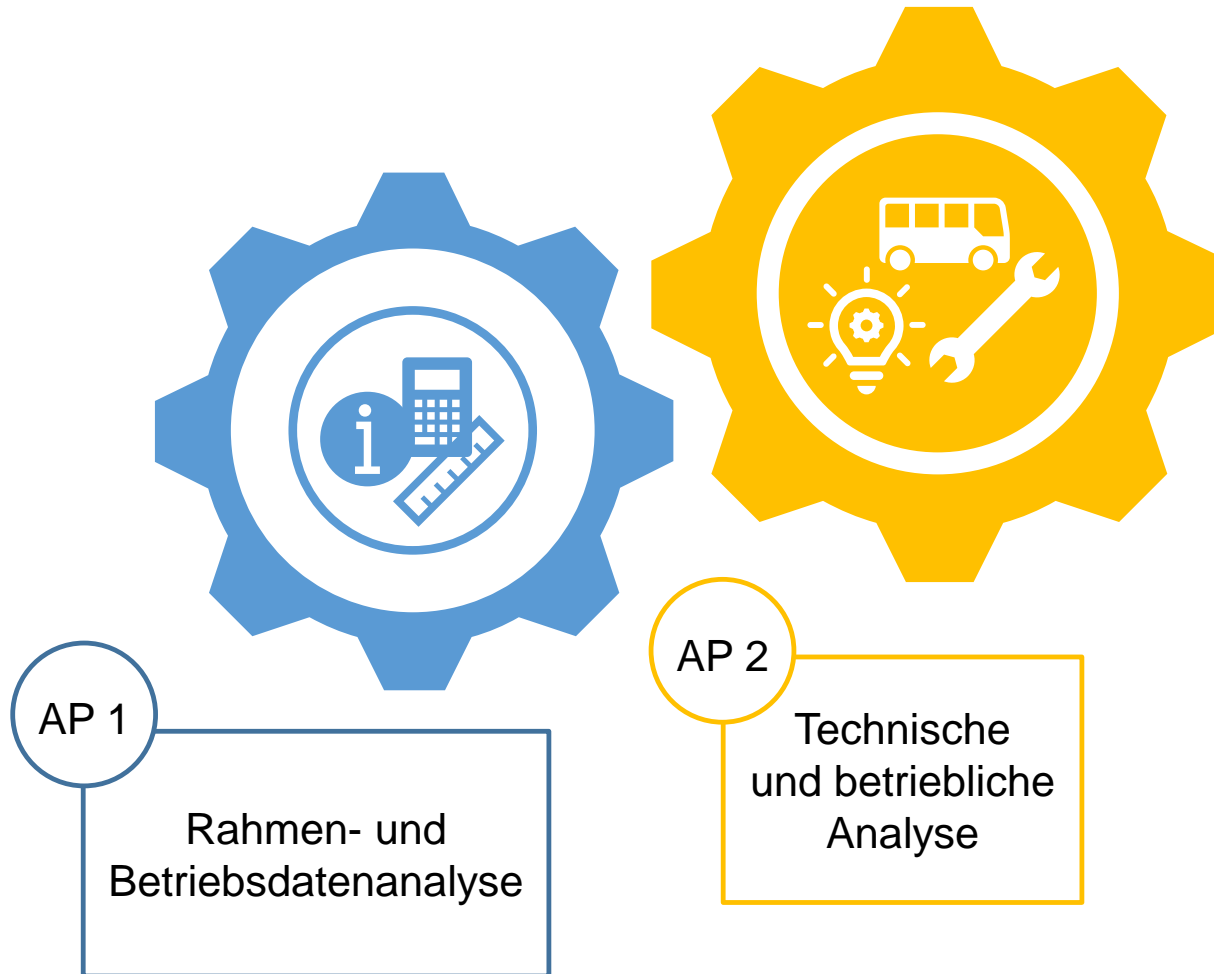 AP 1
Rahmen- und
Betriebsdatenanalyse
AP 2
Technische
und betriebliche
Analyse